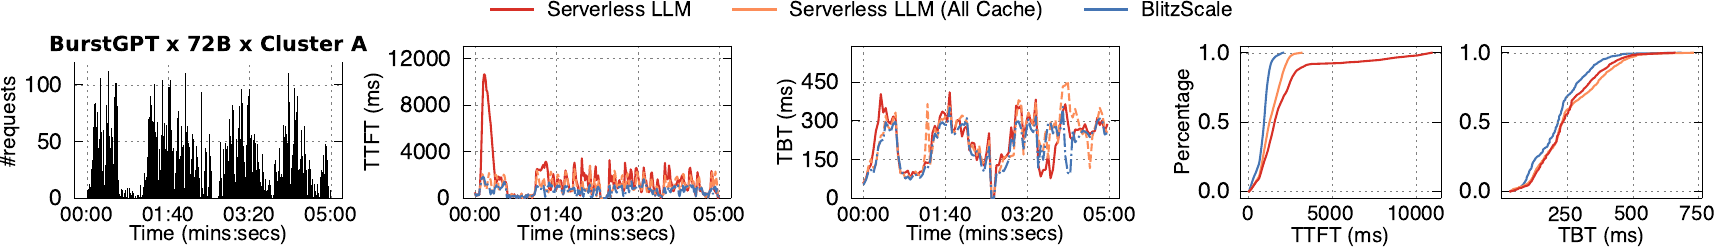 Serverless LLM Serverless LLM (All Cache) BlitzScale
BurstGPT x 72B x Cluster A
#requests
100
50
0
00:00 01:40 03:20 05:00
Time (mins:secs)
TTFT (ms)
12000
8000
4000
0
00:00 01:40 03:20 05:00
Time (mins:secs)
TBT (ms)
450
300
150
0
00:00 01:40 03:20 05:00
Time (mins:secs)
Percentage
1.0
0.5
0.0
0 5000 10000
TTFT (ms)
1.0
0.5
0.0
250 500 750
TBT (ms)